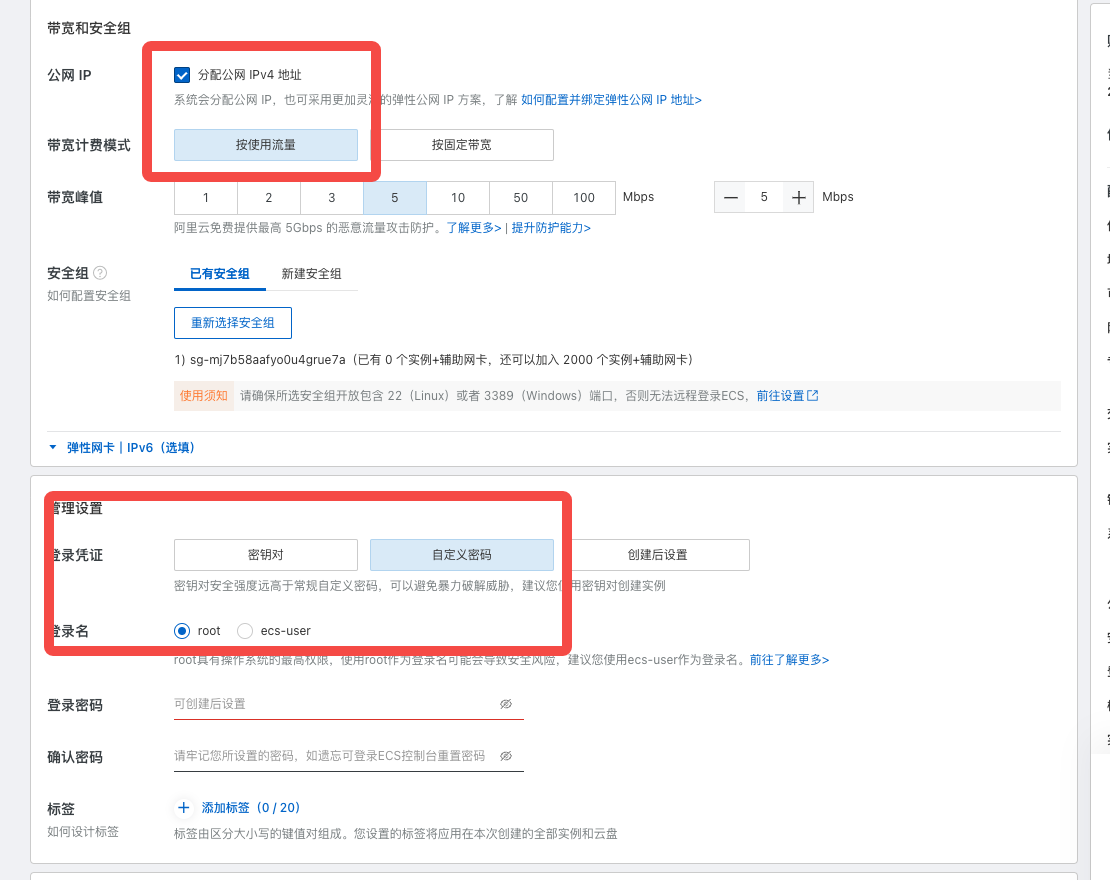 带宽和安全组
公网 IP
分配公网 IPv4 地址
系统会分配公网 IP，也可采用更加灵活的弹性公网 IP 方案，了解 如何配置并绑定弹性公网 IP 地址>
带宽计费模式
按使用流量
按固定带宽
带宽峰值
1
2
3
5
10
50
100
Mbps
5
Mbps
阿里云免费提供最高 5Gbps 的恶意流量攻击防护。了解更多> | 提升防护能力>
安全组
如何配置安全组
已有安全组
新建安全组
重新选择安全组
1) sg-mj7b58aafyo0u4grue7a（已有 0 个实例+辅助网卡，还可以加入 2000 个实例+辅助网卡）
使用须知 请确保所选安全组开放包含 22（Linux）或者 3389（Windows）端口，否则无法远程登录ECS，前往设置
弹性网卡 | IPv6（选填）
管理设置
登录凭证
密钥对
自定义密码
创建后设置
密钥对安全强度远高于常规自定义密码，可以避免暴力破解威胁，建议您使用密钥对创建实例
登录名
root
ecs-user
root具有操作系统的最高权限，使用root作为登录名可能会导致安全风险，建议您使用ecs-user作为登录名。前往了解更多>
登录密码
可创建后设置
确认密码
请牢记您所设置的密码，如遗忘可登录ECS控制台重置密码
标签
如何设计标签
添加标签（0 / 20）
标签由区分大小写的键值对组成。您设置的标签将应用在本次创建的全部实例和云盘